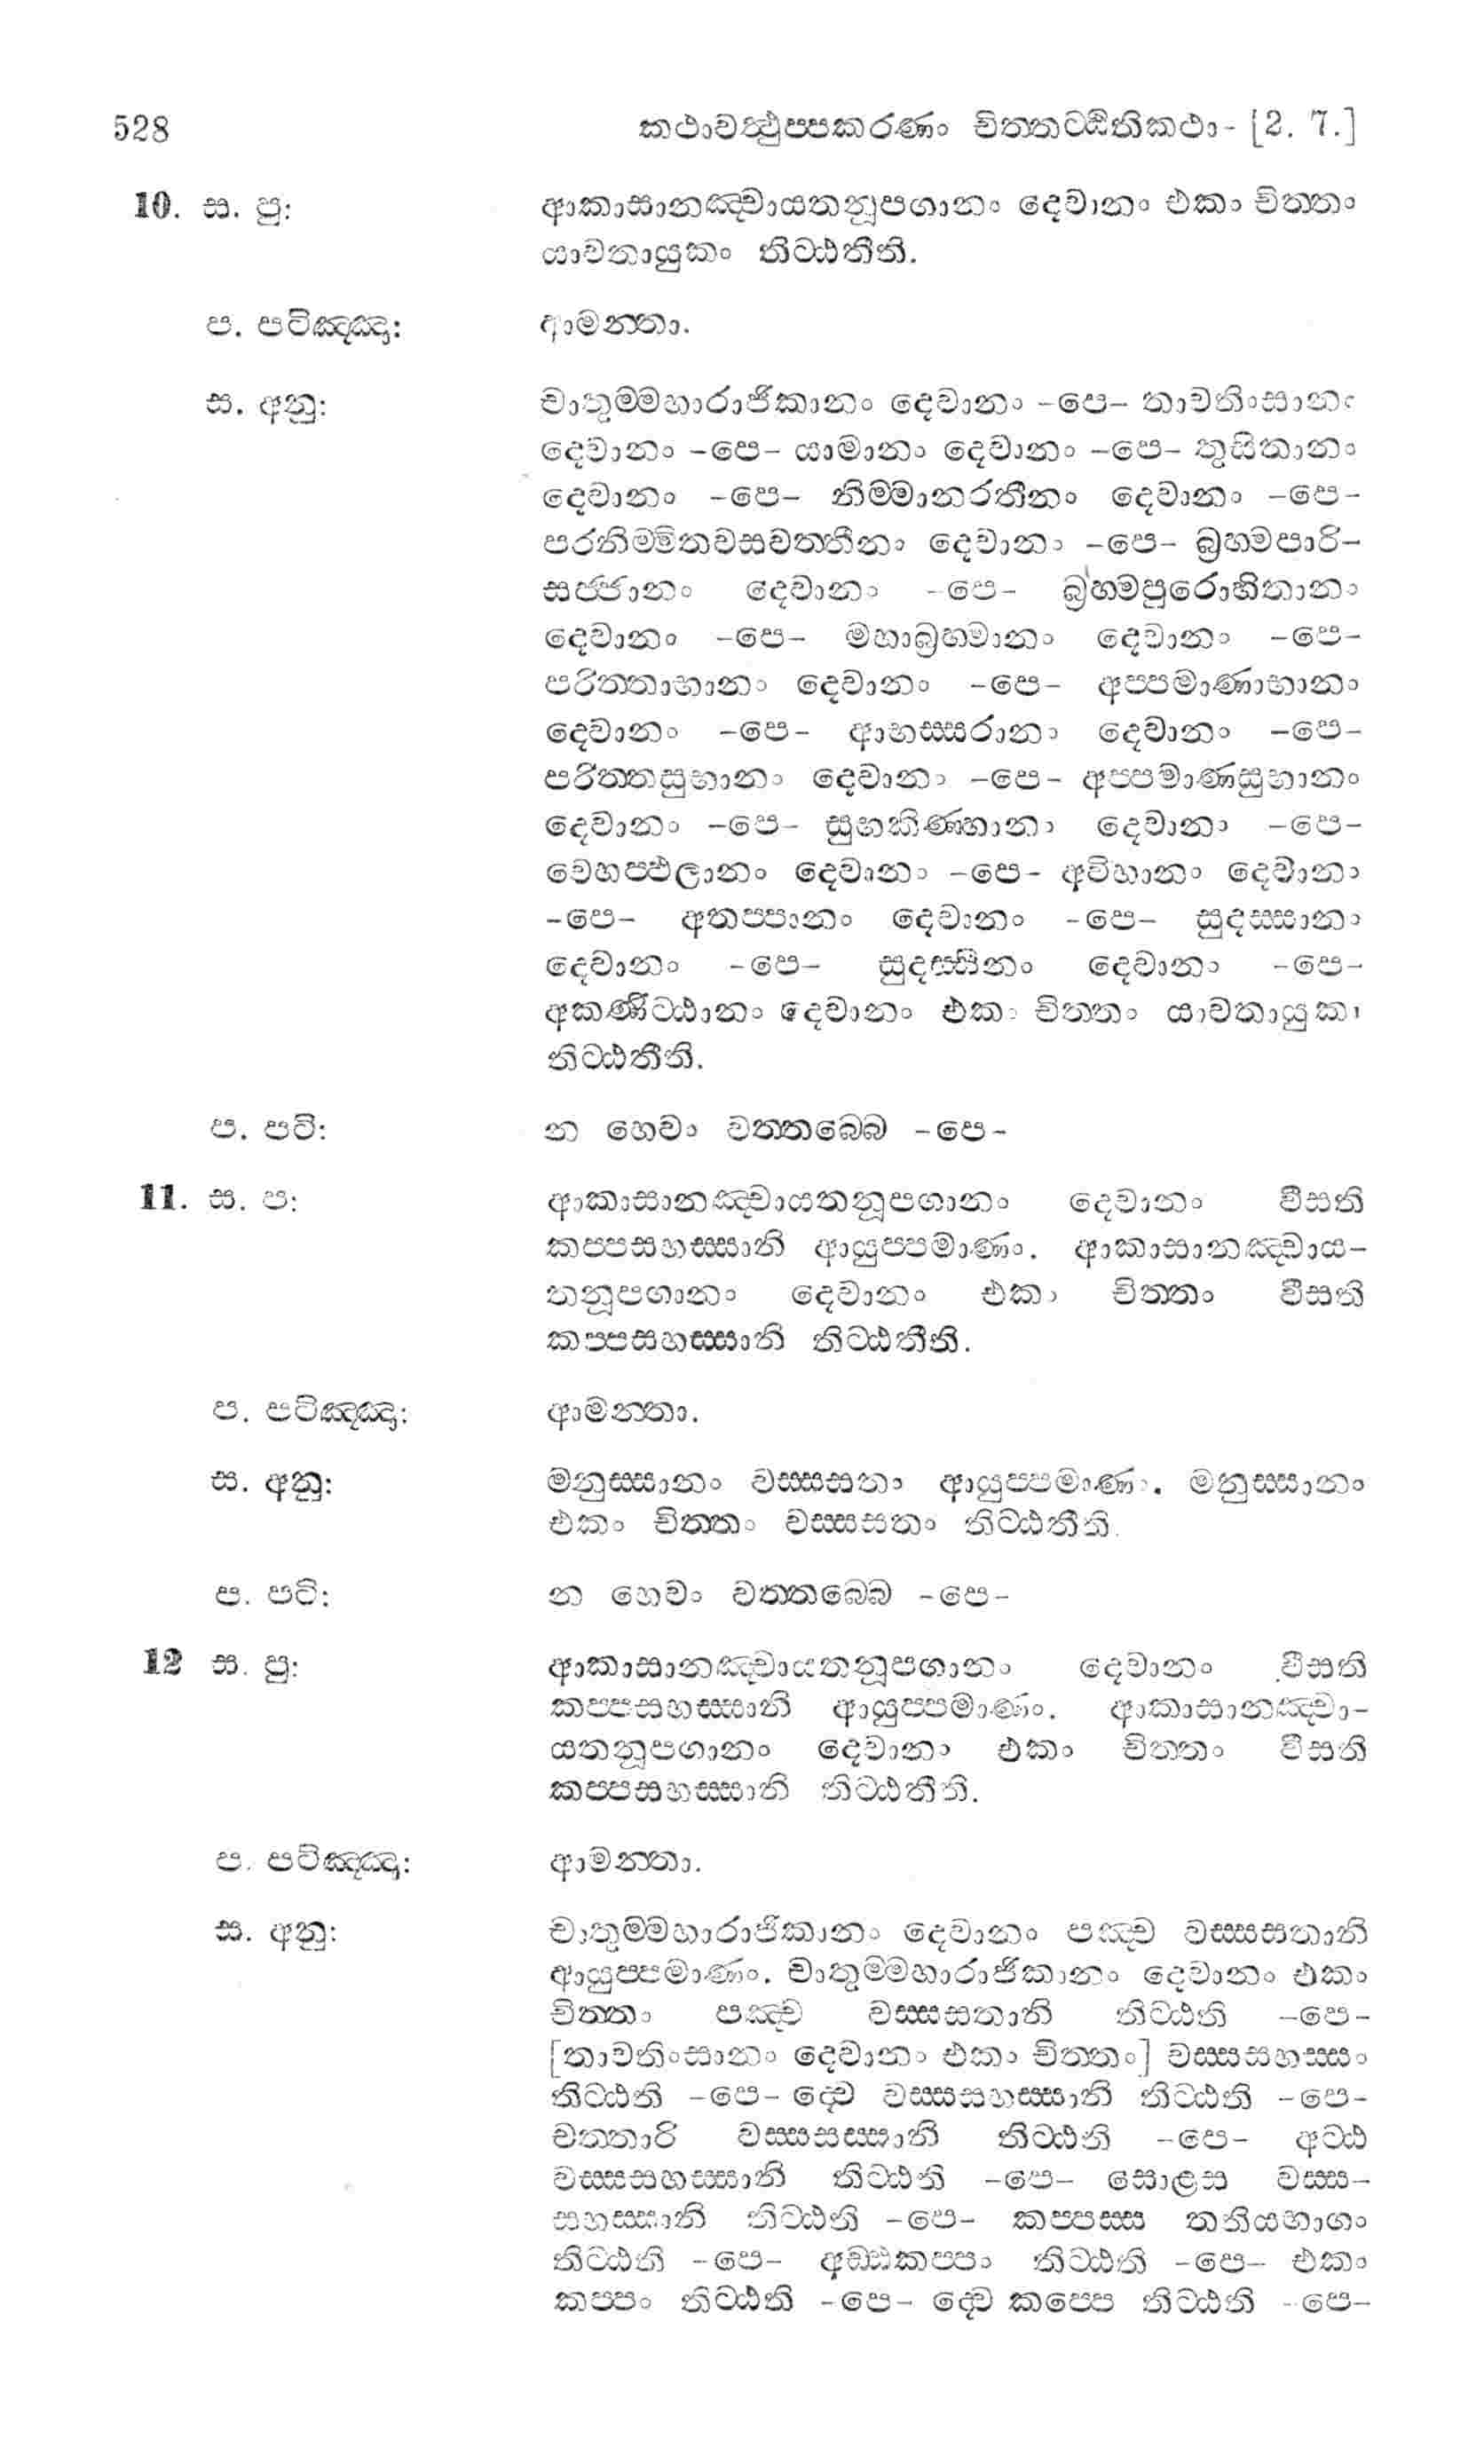 528 කථාවත්ථුප්පකරණං චිත්තට්ඨිතිකථා- [2. 7.]
10. ස. පු: ආකාසානඤ්චායතනූපගානං දෙවානං එකං චිත්තං
යාවතායුකං තිට්ඨතීති.
ප. පටිඤ්ඤා: ආමන්තා.
ස. අනු: චාතුම්මහාරාජිකානං දෙවානං -පෙ- තාවතිංසානං
දෙවානං -පෙ- යාමානං දෙවානං -පෙ- තුසිතානං
දෙවානං -පෙ- නිම්මානරතීනං දෙවානං -පෙ-
පරනිම්මිතවසවත්තීනං දෙවානං -පෙ- බ්‍රහ්මපාරි-
සජ්ජානං දෙවානං -පෙ- බ්‍රහ්මපුරොහිතානං
දෙවානං -පෙ- මහාබ්‍රහ්මානං දෙවානං -පෙ-
පරිත්තාභානං දෙවානං -පෙ- අප්පමාණාභානං
දෙවානං -පෙ- ආභස්සරානං දෙවානං -පෙ-
පරිත්තසුභානං දෙවානං -පෙ- අප්පමාණසුභානං
දෙවානං -පෙ- සුභකිණ්හානං දෙවානං -පෙ-
වෙහප්ඵලානං දෙවානං -පෙ- අවිහානං දෙවානං
-පෙ- අතප්පානං දෙවානං -පෙ- සුදස්සානං
දෙවානං -පෙ- සුදස්සීනං දෙවානං -පෙ-
අකණිට්ඨානං දෙවානං එකං චිත්තං යාවතායුකං
තිට්ඨතීති.
ප. පටි: න හෙවං වත්තබ්බෙ -පෙ-
11. ස. ප: ආකාසානඤ්චායතනූපගානං දෙවානං වීසති
කප්පසහස්සානි ආයුප්පමාණං. ආකාසානඤ්චාය-
තනූපගානං දෙවානං එකං චිත්තං වීසති
කප්පසහස්සානි තිට්ඨතීති.
ප. පටිඤ්ඤා: ආමන්තා.
ස. අනු: මනුස්සානං වස්සසතං ආයුප්පමාණං. මනුස්සානං
එකං චිත්තං වස්සසතං තිට්ඨතීති.
ප. පටි: න හෙවං වත්තබ්බෙ -පෙ-
12 ස. පු: ආකාසානඤ්චායතනූපගානං දෙවානං වීසති
කප්පසහස්සානි ආයුප්පමාණං. ආකාසානඤ්චා-
යතනූපගානං දෙවානං එකං චිත්තං වීසති
කප්පසහස්සානි තිට්ඨතීති.
ප. පටිඤ්ඤා: ආමන්තා.
ස. අනු: චාතුම්මහාරාජිකානං දෙවානං පඤ්ච වස්සසතානි
ආයුප්පමාණං. චාතුම්මහාරාජිකානං දෙවානං එකං
චිත්තං පඤ්ච වස්සසතානි තිට්ඨති -පෙ-
[තාවතිංසානං දෙවානං එකං චිත්තං] වස්සසහස්සං
තිට්ඨති -පෙ- ද්වෙ වස්සසහස්සානි තිට්ඨති -පෙ-
චත්තාරි වස්සසස්සානි තිට්ඨති -පෙ- අට්ඨ
වස්සසහස්සානි තිට්ඨති -පෙ- සොළස වස්ස-
සහස්සානි තිට්ඨති -පෙ- කප්පස්ස තතියභාගං
තිට්ඨති -පෙ- අඩ්ඪකප්පං තිට්ඨති -පෙ- එකං
කප්පං තිට්ඨති -පෙ- ද්වෙ කප්පෙ තිට්ඨති -පෙ-